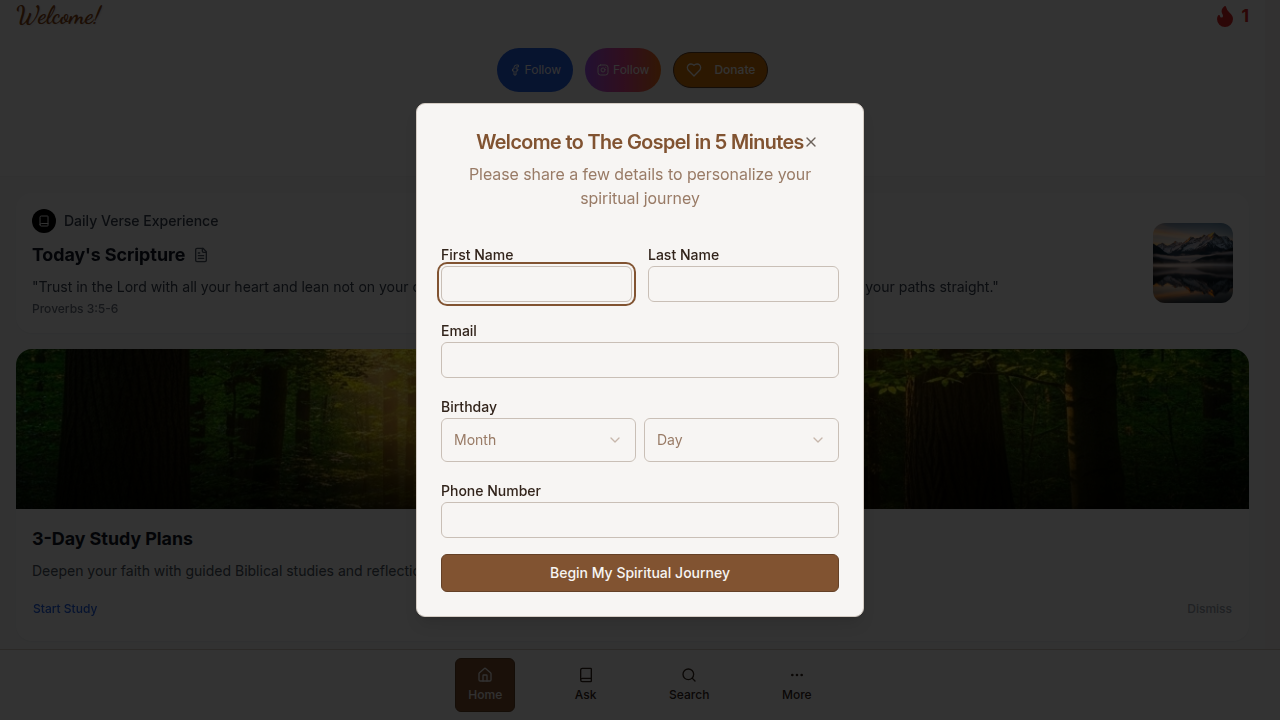 Welcome!
1
Follow
Follow
Donate
Welcome to The Gospel in 5 Minutes
Please share a few details to personalize your
spiritual journey
Daily Verse Experience
Today's Scripture
"Trust in the Lord with all your heart and lean not on your
your paths straight."
Proverbs 3:5-6
First Name
Last Name
Email
Birthday
Month
Day
Phone Number
Begin My Spiritual Journey
3-Day Study Plans
Deepen your faith with guided Biblical studies and
Start Study
Dismiss
Home
Ask
Search
More